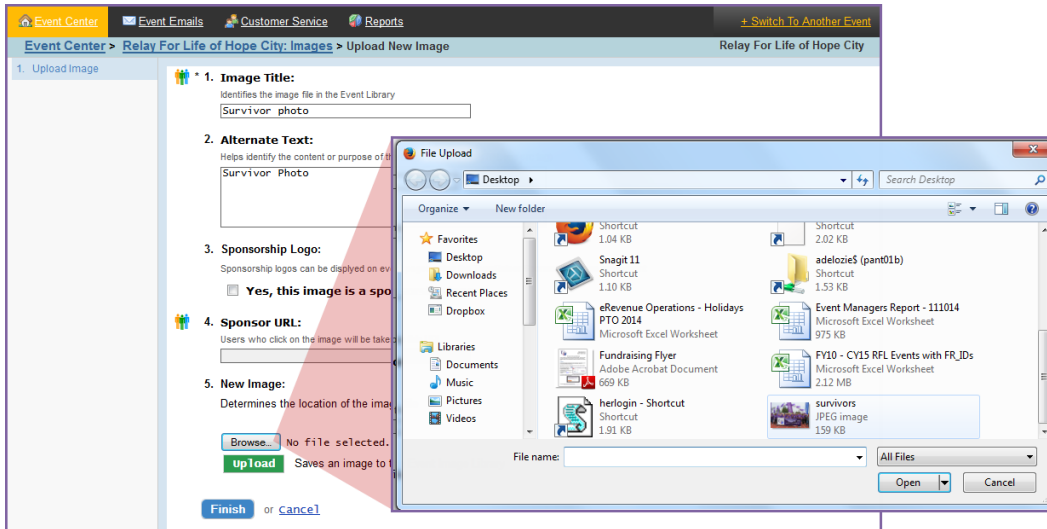 Event Center Event Emails Customer Service Reports + Switch To Another Event
Event Center > Relay For Life of Hope City: Images > Upload New Image Relay For Life of Hope City
1. Upload Image
* 1. Image Title:
Identifies the image file in the Event Library
Survivor photo
2. Alternate Text:
Helps identify the content or purpose of th
Survivor Photo
3. Sponsorship Logo:
Sponsorship logos can be displyed on ev
Yes, this image is a spo
4. Sponsor URL:
Users who click on the image will be take
5. New Image:
Determines the location of the imag
Browse... No file selected.
Upload Saves an image to t
Finish or Cancel
File Upload
Desktop
Search Desktop
Organize New folder
Favorites
Desktop
Downloads
Recent Places
Dropbox
Libraries
Documents
Music
Pictures
Videos
Shortcut
1.04 KB
Shortcut
2.02 KB
Snagit 11
Shortcut
1.10 KB
adelozie$ (pant01b)
Shortcut
1.53 KB
eRevenue Operations - Holidays
PTO 2014
Microsoft Excel Worksheet
Event Managers Report - 111014
Microsoft Excel Worksheet
975 KB
Fundraising Flyer
Adobe Acrobat Document
669 KB
FY10 - CY15 RFL Events with FR_IDs
Microsoft Excel Worksheet
2.12 MB
herlogin - Shortcut
Shortcut
1.91 KB
survivors
JPEG image
159 KB
File name:
All Files
Open Cancel